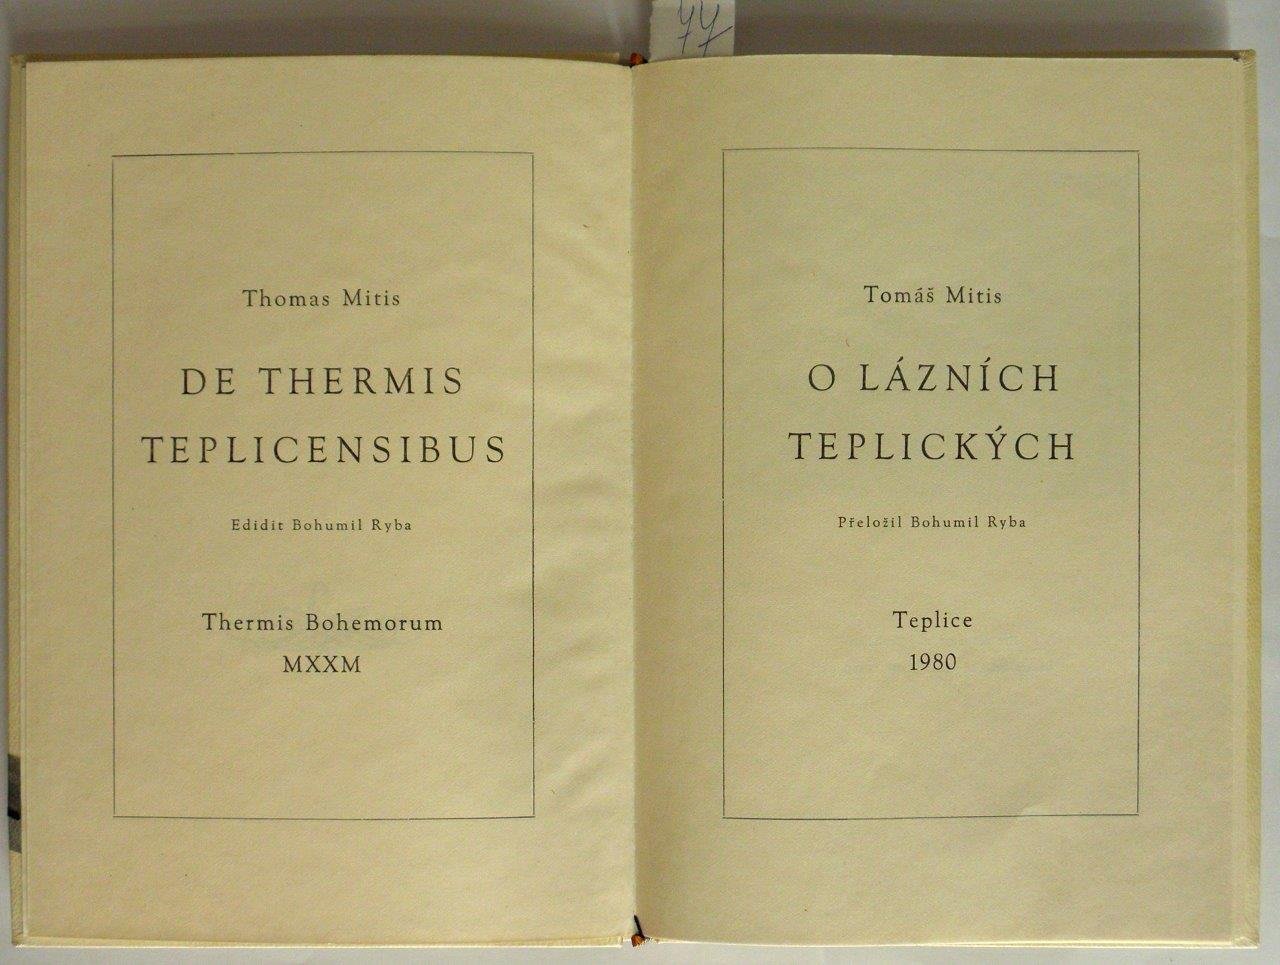 Thomas Mitis
DE THERMIS
TEPLICENSIBUS
Edidit Bohumil Ryba
Thermis Bohemorum
MXXM
Tomáš Mitis
O LÁZNÍCH
TEPLICKÝCH
Přeložil Bohumil Ryba
Teplice
1980